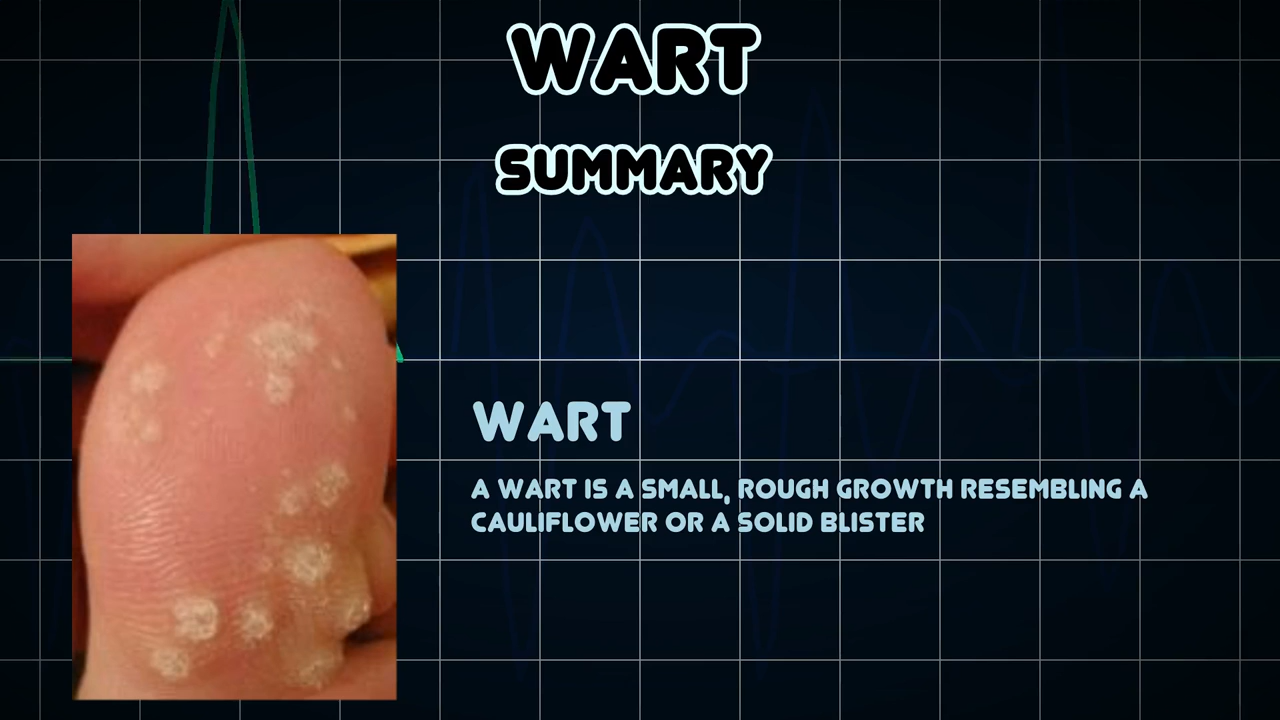 WART
SUMMARY
WART
A WART IS A SMALL, ROUGH GROWTH RESEMBLING A
CAULIFLOWER OR A SOLID BLISTER